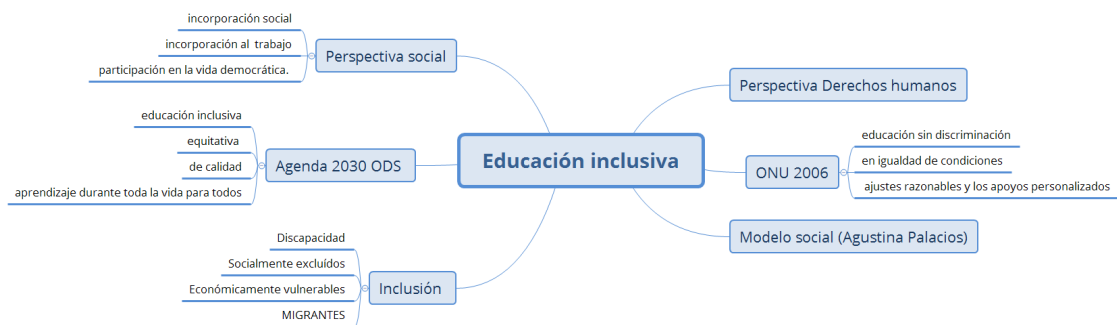 incorporación social
incorporación al trabajo
participación en la vida democrática.
Perspectiva social
educación inclusiva
equitativa
de calidad
aprendizaje durante toda la vida para todos
Agenda 2030 ODS
Discapacidad
Socialmente excluídos
Económicamente vulnerables
MIGRANTES
Inclusión
Educación inclusiva
Perspectiva Derechos humanos
ONU 2006
educación sin discriminación
en igualdad de condiciones
ajustes razonables y los apoyos personalizados
Modelo social (Agustina Palacios)